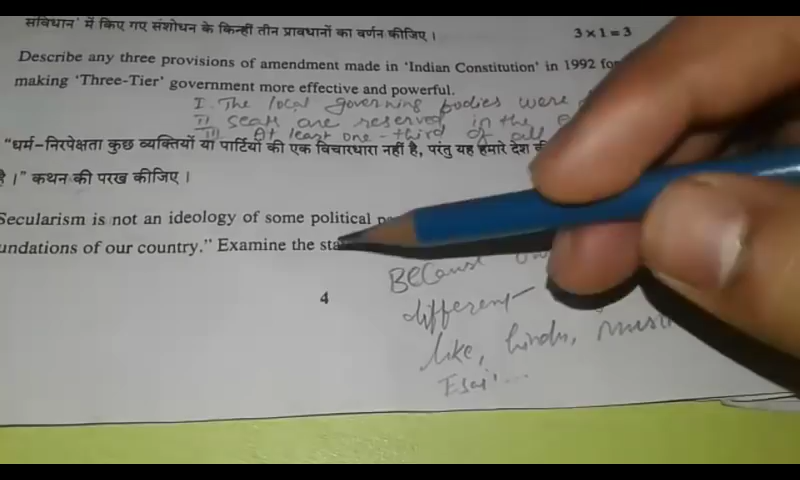 संविधान' में किए गए संशोधन के किन्हीं तीन प्रावधानों का वर्णन कीजिए ।
3 × 1 = 3
Describe any three provisions of amendment made in 'Indian Constitution' in 1992 for
making 'Three-Tier' government more effective and powerful.
I. The local governing bodies were
II seats are reserved in the
III. At least one-third of all
"धर्म-निरपेक्षता कुछ व्यक्तियों या पार्टियों की एक विचारधारा नहीं है, परंतु यह हमारे देश की
है ।" कथन की परख कीजिए ।
Secularism is not an ideology of some political
undations of our country." Examine the sta
Because
different
like, hindu,
Esai...
4